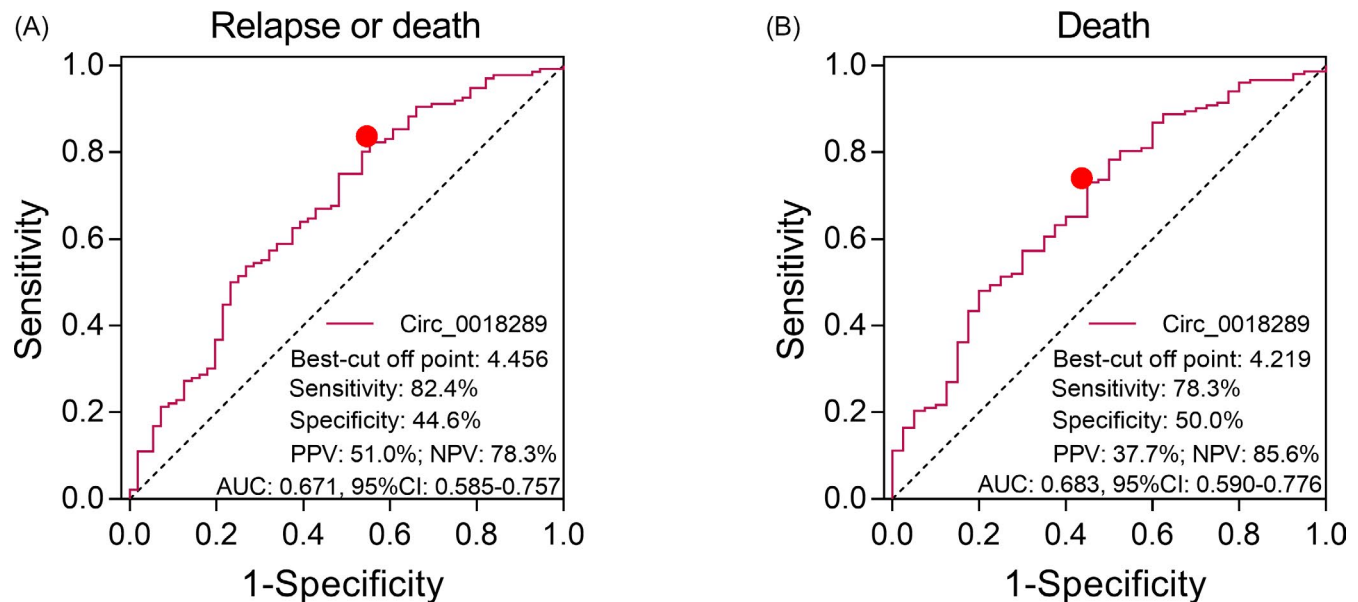 (A)
Relapse or death
Sensitivity
1.0
0.8
0.6
0.4
0.2
0.0
Circ_0018289
Best-cut off point: 4.456
Sensitivity: 82.4%
Specificity: 44.6%
PPV: 51.0%; NPV: 78.3%
AUC: 0.671, 95%CI: 0.585-0.757
0.0 0.2 0.4 0.6 0.8 1.0
1-Specificity
(B)
Death
Sensitivity
1.0
0.8
0.6
0.4
0.2
0.0
Circ_0018289
Best-cut off point: 4.219
Sensitivity: 78.3%
Specificity: 50.0%
PPV: 37.7%; NPV: 85.6%
AUC: 0.683, 95%CI: 0.590-0.776
0.0 0.2 0.4 0.6 0.8 1.0
1-Specificity